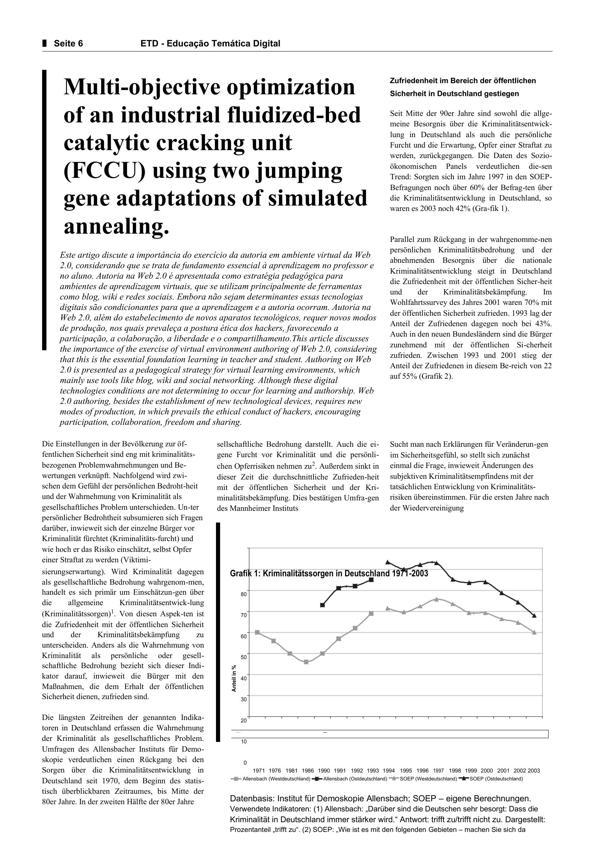 Seite 6
ETD - Educação Temática Digital
Multi-objective optimization
of an industrial fluidized-bed
catalytic cracking unit
(FCCU) using two jumping
gene adaptations of simulated
annealing.
Este artigo discute a importância do exercício da autoria em ambiente virtual da Web
2.0, considerando que se trata de fundamento essencial à aprendizagem no professor e
no aluno. Autoria na Web 2.0 é apresentada como estratégia pedagógica para
ambientes de aprendizagem virtuais, que se utilizam principalmente de ferramentas
como blog, wiki e redes sociais. Embora não sejam determinantes essas tecnologias
digitais são condicionantes para que a aprendizagem e a autoria ocorram. Autoria na
Web 2.0, além do estabelecimento de novos aparatos tecnológicos, requer novos modos
de produção, nos quais prevaleça a postura ética dos hackers, favorecendo a
participação, a colaboração, a liberdade e o compartilhamento.This article discusses
the importance of the exercise of virtual environment authoring of Web 2.0, considering
that this is the essential foundation learning in teacher and student. Authoring on Web
2.0 is presented as a pedagogical strategy for virtual learning environments, which
mainly use tools like blog, wiki and social networking. Although these digital
technologies conditions are not determining to occur for learning and authorship. Web
2.0 authoring, besides the establishment of new technological devices, requires new
modes of production, in which prevails the ethical conduct of hackers, encouraging
participation, collaboration, freedom and sharing.
Zufriedenheit im Bereich der öffentlichen
Sicherheit in Deutschland gestiegen
Seit Mitte der 90er Jahre sind sowohl die allge-
meine Besorgnis über die Kriminalitätsentwick-
lung in Deutschland als auch die persönliche
Furcht und die Erwartung, Opfer einer Straftat zu
werden, zurückgegangen. Die Daten des Sozio-
ökonomischen Panels verdeutlichen die-sen
Trend: Sorgten sich im Jahre 1997 in den SOEP-
Befragungen noch über 60% der Befrag-ten über
die Kriminalitätsentwicklung in Deutschland, so
waren es 2003 noch 42% (Gra-fik 1).
Parallel zum Rückgang in der wahrgenomme-nen
persönlichen Kriminalitätsbedrohung und der
abnehmenden Besorgnis über die nationale
Kriminalitätsentwicklung steigt in Deutschland
die Zufriedenheit mit der öffentlichen Sicher-heit
und der Kriminalitätsbekämpfung. Im
Wohlfahrtssurvey des Jahres 2001 waren 70% mit
der öffentlichen Sicherheit zufrieden. 1993 lag der
Anteil der Zufriedenen dagegen noch bei 43%.
Auch in den neuen Bundesländern sind die Bürger
zunehmend mit der öffentlichen Si-cherheit
zufrieden. Zwischen 1993 und 2001 stieg der
Anteil der Zufriedenen in diesem Be-reich von 22
auf 55% (Grafik 2).
Die Einstellungen in der Bevölkerung zur öf-
fentlichen Sicherheit sind eng mit kriminalitäts-
bezogenen Problemwahrnehmungen und Be-
wertungen verknüpft. Nachfolgend wird zwi-
schen dem Gefühl der persönlichen Bedroht-heit
und der Wahrnehmung von Kriminalität als
gesellschaftliches Problem unterschieden. Un-ter
persönlicher Bedrohtheit subsumieren sich Fragen
darüber, inwieweit sich der einzelne Bürger vor
Kriminalität fürchtet (Kriminalitäts-furcht) und
wie hoch er das Risiko einschätzt, selbst Opfer
einer Straftat zu werden (Viktimi-
sierungserwartung). Wird Kriminalität dagegen
als gesellschaftliche Bedrohung wahrgenom-men,
handelt es sich primär um Einschätzun-gen über
die allgemeine Kriminalitätsentwick-lung
(Kriminalitätssorgen)1. Von diesen Aspek-ten ist
die Zufriedenheit mit der öffentlichen Sicherheit
und der Kriminalitätsbekämpfung zu
unterscheiden. Anders als die Wahrnehmung von
Kriminalität als persönliche oder gesell-
schaftliche Bedrohung bezieht sich dieser Indi-
kator darauf, inwieweit die Bürger mit den
Maßnahmen, die dem Erhalt der öffentlichen
Sicherheit dienen, zufrieden sind.
Die längsten Zeitreihen der genannten Indika-
toren in Deutschland erfassen die Wahrnehmung
der Kriminalität als gesellschaftliches Problem.
Umfragen des Allensbacher Instituts für Demo-
skopie verdeutlichen einen Rückgang bei den
Sorgen über die Kriminalitätsentwicklung in
Deutschland seit 1970, dem Beginn des statis-
tisch überblickbaren Zeitraumes, bis Mitte der
80er Jahre. In der zweiten Hälfte der 80er Jahre
sellschaftliche Bedrohung darstellt. Auch die ei-
gene Furcht vor Kriminalität und die persönli-
chen Opferrisiken nehmen zu2. Außerdem sinkt in
dieser Zeit die durchschnittliche Zufrieden-heit
mit der öffentlichen Sicherheit und der Kri-
minalitätsbekämpfung. Dies bestätigen Umfra-gen
des Mannheimer Instituts
Sucht man nach Erklärungen für Veränderun-gen
im Sicherheitsgefühl, so stellt sich zunächst
einmal die Frage, inwieweit Änderungen des
subjektiven Kriminalitätsempfindens mit der
tatsächlichen Entwicklung von Kriminalitäts-
risiken übereinstimmen. Für die ersten Jahre nach
der Wiedervereinigung
Grafik 1: Kriminalitätssorgen in Deutschland 1971-2003
80
70
60
50
40
30
20
10
0
Anteil in %
1971 1976 1981 1986 1990 1991 1992 1993 1994 1995 1996 1997 1998 1999 2000 2001 2002 2003
Allensbach (Westdeutschland) Allensbach (Ostdeutschland) SOEP (Westdeutschland) SOEP (Ostdeutschland)
Datenbasis: Institut für Demoskopie Allensbach; SOEP – eigene Berechnungen.
Verwendete Indikatoren: (1) Allensbach: „Darüber sind die Deutschen sehr besorgt: Dass die
Kriminalität in Deutschland immer stärker wird.“ Antwort: trifft zu/trifft nicht zu. Dargestellt:
Prozentanteil „trifft zu“. (2) SOEP: „Wie ist es mit den folgenden Gebieten – machen Sie sich da